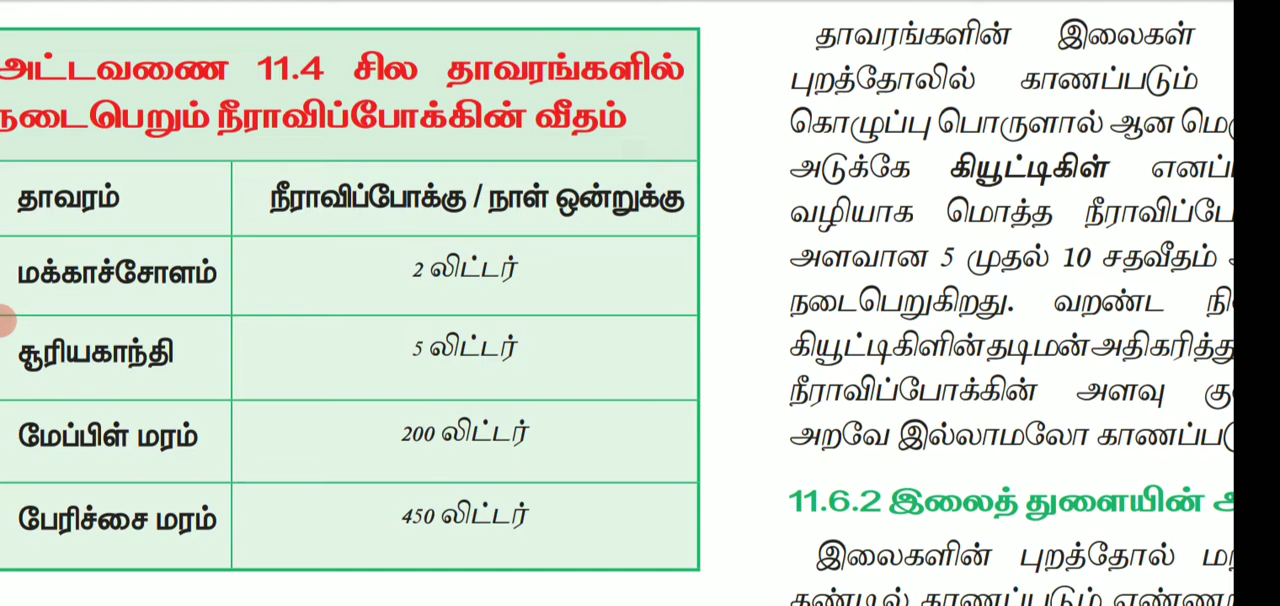 அட்டவணை 11.4 சில தாவரங்களில்
நடைபெறும் நீராவிப்போக்கின் வீதம்
தாவரம் நீராவிப்போக்கு / நாள் ஒன்றுக்கு
மக்காச்சோளம் 2 லிட்டர்
சூரியகாந்தி 5 லிட்டர்
மேப்பிள் மரம் 200 லிட்டர்
பேரிச்சை மரம் 450 லிட்டர்
தாவரங்களின் இலைகள்
புறத்தோலில் காணப்படும்
கொழுப்பு பொருளால் ஆன
அடுக்கே கியூட்டிகிள்
வழியாக மொத்த
அளவான 5 முதல் 10 சதவீதம்
நடைபெறுகிறது. வறண்ட
கியூட்டிகிளின் தடிமன் அதிகரித்து
நீராவிப்போக்கின் அளவு
அறவே இல்லாமலோ
11.6.2 இலைத் துளையின்
இலைகளின் புறத்தோல்